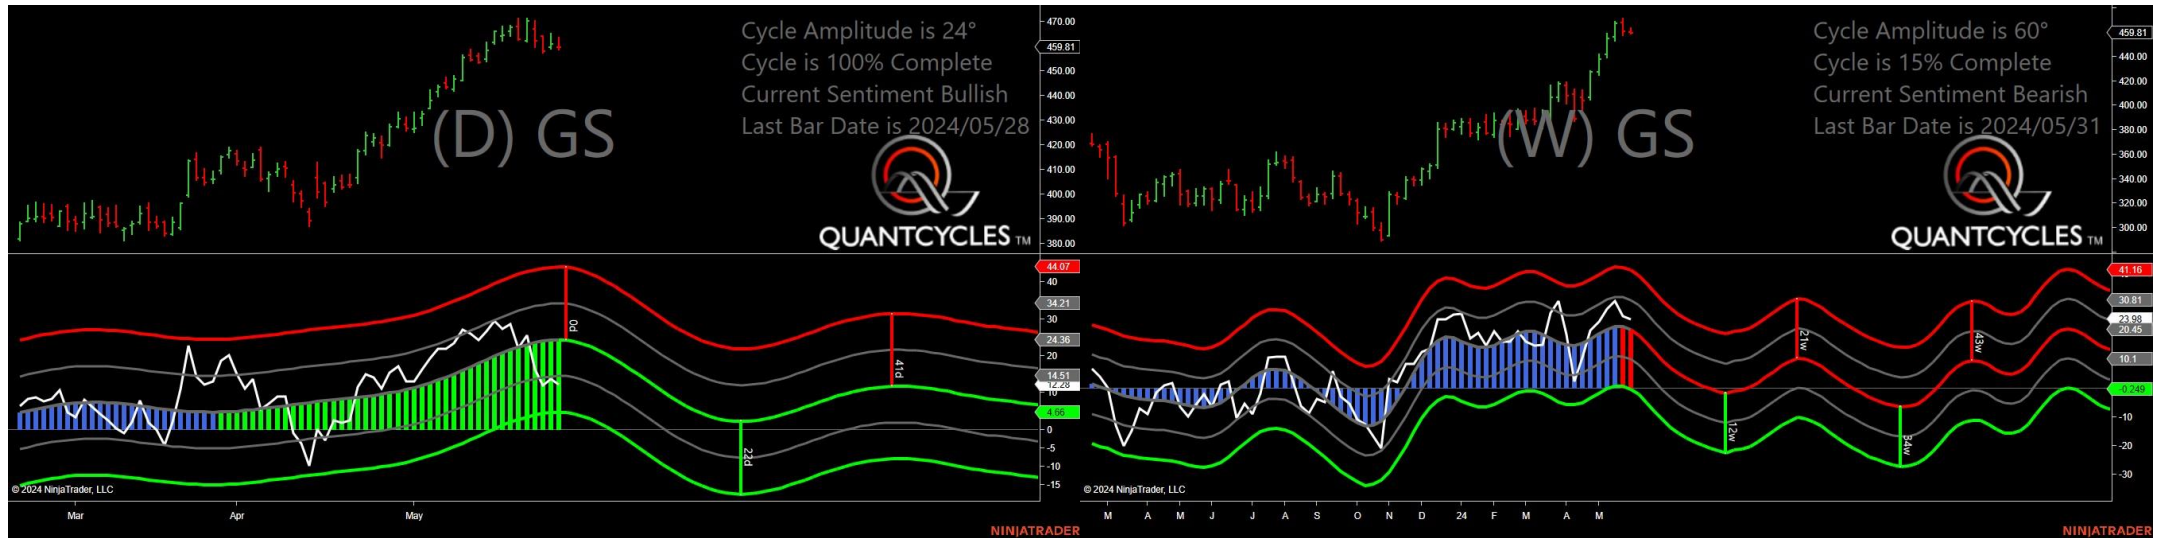 Cycle Amplitude is 24°
Cycle is 100% Complete
Current Sentiment Bullish
Last Bar Date is 2024/05/28
(D) GS
QUANTCYCLES TM
470.00
459.81
450.00
440.00
430.00
420.00
410.00
400.00
390.00
380.00
44.07
40
34.21
30
24.36
20
14.51
12.28
10
4.66
0
-5
-10
-15
0d
41d
22d
© 2024 NinjaTrader, LLC
Mar Apr May
NINJATRADER
Cycle Amplitude is 60°
Cycle is 15% Complete
Current Sentiment Bearish
Last Bar Date is 2024/05/31
(W) GS
QUANTCYCLES TM
459.81
440.00
420.00
400.00
380.00
360.00
340.00
320.00
300.00
41.16
30.81
23.98
20.45
10.1
-0.249
-10
-20
-30
21w
43w
12w
34w
© 2024 NinjaTrader, LLC
M A M J J A S O N D 24 F M A M
NINJATRADER